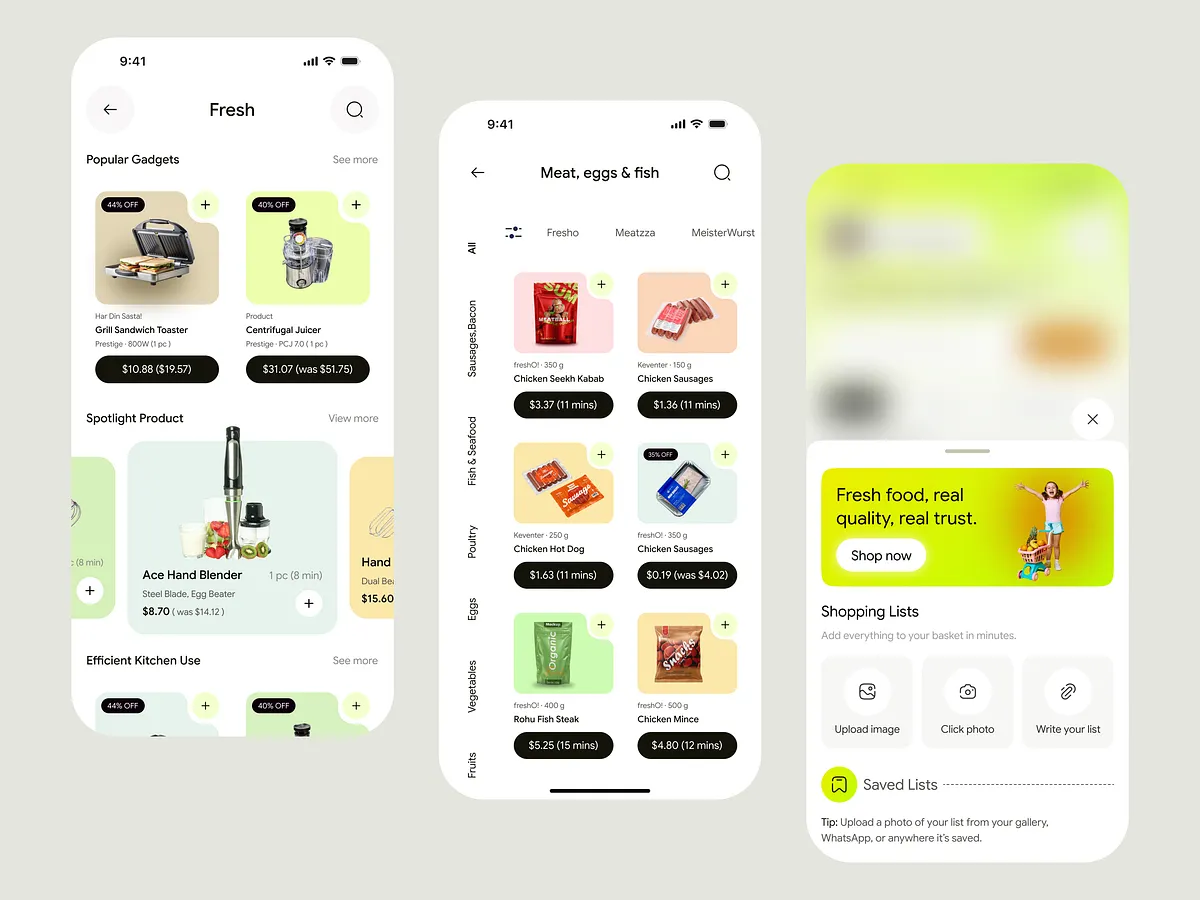 9:41
Fresh
Popular Gadgets
See more
44% OFF
40% OFF
Har Din Sasta!
Grill Sandwich Toaster
Prestige · 800W (1 pc )
$10.88 ($19.57)
Product
Centrifugal Juicer
Prestige · PCJ 7.0 ( 1 pc )
$31.07 (was $51.75)
Spotlight Product
View more
c (8 min)
Ace Hand Blender
1 pc (8 min)
Steel Blade, Egg Beater
$8.70 ( was $14.12 )
Hand
Dual Bea
$15.60
Efficient Kitchen Use
See more
44% OFF
40% OFF
9:41
Meat, eggs & fish
Fresho
Meatzza
MeisterWurst
All
Sausages,Bacon
Fish & Seafood
Poultry
Eggs
Vegetables
Fruits
MEATBALL
freshO! · 350 g
Chicken Seekh Kabab
$3.37 (11 mins)
Keventer · 150 g
Chicken Sausages
$1.36 (11 mins)
Sausage
Keventer · 250 g
Chicken Hot Dog
$1.63 (11 mins)
35% OFF
freshO! · 350 g
Chicken Sausages
$0.19 (was $4.02)
Mockup
Organic
freshO! · 400 g
Rohu Fish Steak
$5.25 (15 mins)
Snacks
freshO! · 500 g
Chicken Mince
$4.80 (12 mins)
Fresh food, real
quality, real trust.
Shop now
Shopping Lists
Add everything to your basket in minutes.
Upload image
Click photo
Write your list
Saved Lists
Tip: Upload a photo of your list from your gallery,
WhatsApp, or anywhere it's saved.